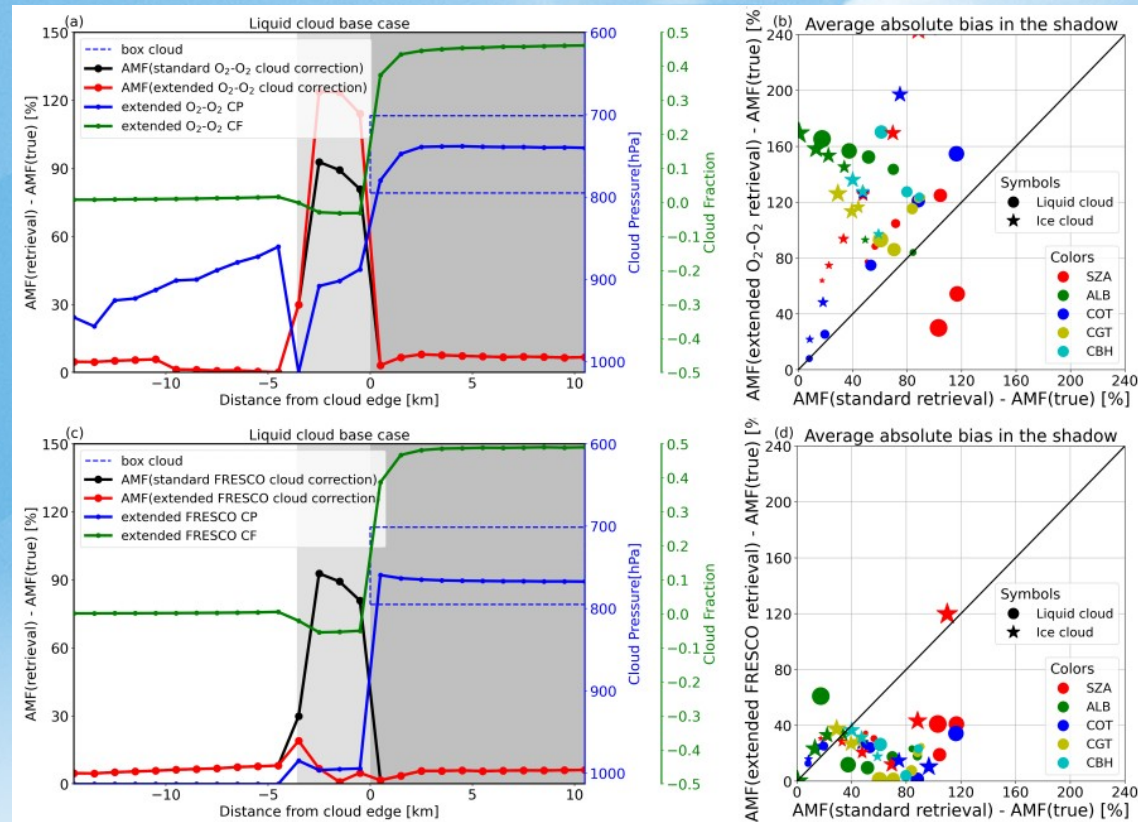 (a)
Liquid cloud base case
box cloud
AMF(standard O₂-O₂ cloud correction)
AMF(extended O₂-O₂ cloud correction)
extended O₂-O₂ CP
extended O₂-O₂ CF
AMF(retrieval) - AMF(true) [%]
150
120
90
60
30
0
−10
−5
0
5
10
Distance from cloud edge [km]
600
700
800
900
1000
Cloud Pressure[hPa]
0.5
0.4
0.3
0.2
0.1
0.0
−0.1
−0.2
−0.3
−0.4
−0.5
Cloud Fraction
(b)
Average absolute bias in the shadow
AMF(extended O₂-O₂ retrieval) - AMF(true) [%]
240
200
160
120
80
40
0
Symbols
Liquid cloud
Ice cloud
Colors
SZA
ALB
COT
CGT
CBH
0
40
80
120
160
200
240
AMF(standard retrieval) - AMF(true) [%]
(c)
Liquid cloud base case
box cloud
AMF(standard FRESCO cloud correction)
AMF(extended FRESCO cloud correction
extended FRESCO CP
extended FRESCO CF
AMF(retrieval) - AMF(true) [%]
150
120
90
60
30
0
−10
−5
0
5
10
Distance from cloud edge [km]
600
700
800
900
1000
Cloud Pressure[hPa]
0.5
0.4
0.3
0.2
0.1
0.0
−0.1
−0.2
−0.3
−0.4
−0.5
Cloud Fraction
(d)
Average absolute bias in the shadow
AMF(extended FRESCO retrieval) - AMF(true) [%
240
200
160
120
80
40
0
Symbols
Liquid cloud
Ice cloud
Colors
SZA
ALB
COT
CGT
CBH
0
40
80
120
160
200
240
AMF(standard retrieval) - AMF(true) [%]